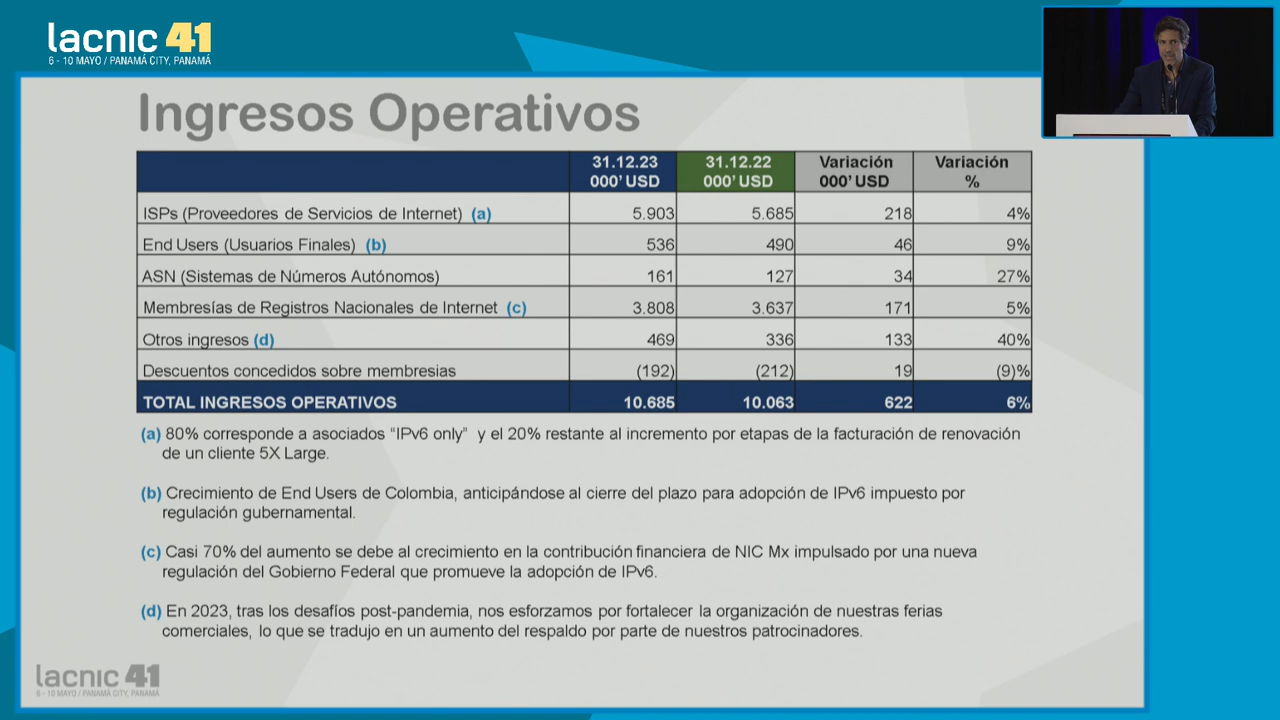 lacnic 41
6 - 10 MAYO / PANAMÁ CITY, PANAMÁ
Ingresos Operativos
31.12.23 000' USD 31.12.22 000' USD Variación 000' USD Variación %
ISPs (Proveedores de Servicios de Internet) (a) 5.903 5.685 218 4%
End Users (Usuarios Finales) (b) 536 490 46 9%
ASN (Sistemas de Números Autónomos) 161 127 34 27%
Membresías de Registros Nacionales de Internet (c) 3.808 3.637 171 5%
Otros ingresos (d) 469 336 133 40%
Descuentos concedidos sobre membresias (192) (212) 19 (9)%
TOTAL INGRESOS OPERATIVOS 10.685 10.063 622 6%
(a) 80% corresponde a asociados “IPv6 only” y el 20% restante al incremento por etapas de la facturación de renovación
de un cliente 5X Large.
(b) Crecimiento de End Users de Colombia, anticipándose al cierre del plazo para adopción de IPv6 impuesto por
regulación gubernamental.
(c) Casi 70% del aumento se debe al crecimiento en la contribución financiera de NIC Mx impulsado por una nueva
regulación del Gobierno Federal que promueve la adopción de IPv6.
(d) En 2023, tras los desafíos post-pandemia, nos esforzamos por fortalecer la organización de nuestras ferias
comerciales, lo que se tradujo en un aumento del respaldo por parte de nuestros patrocinadores.
lacnic 41
6 - 10 MAYO / PANAMÁ CITY, PANAMÁ